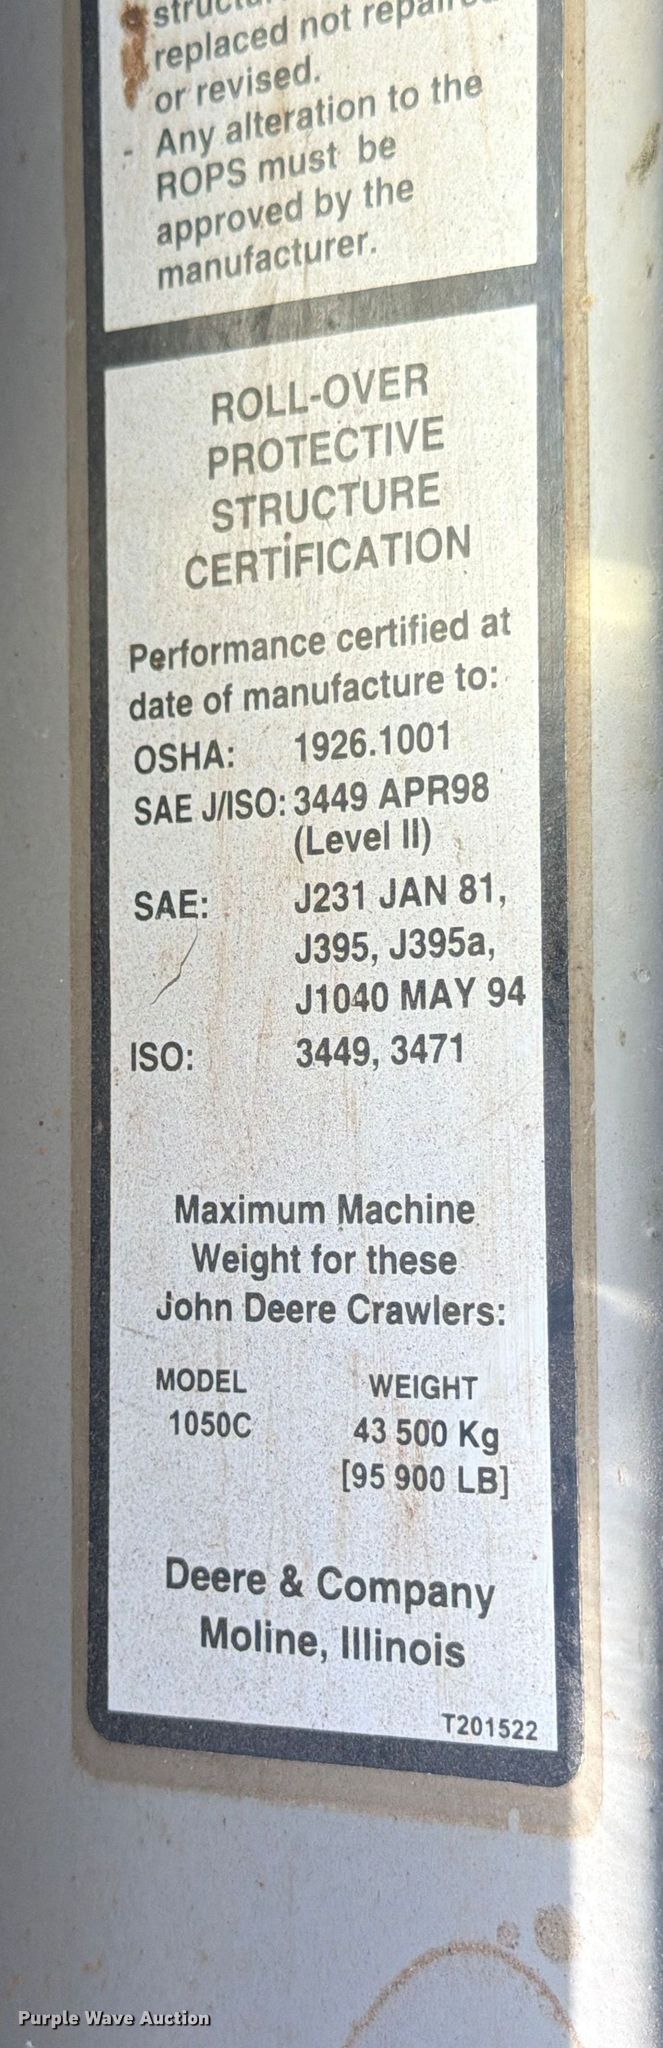 replaced not
or revised.
- Any alteration to the
ROPS must be
approved by the
manufacturer.
ROLL-OVER
PROTECTIVE
STRUCTURE
CERTIFICATION
Performance certified at
date of manufacture to:
OSHA: 1926.1001
SAE J/ISO: 3449 APR98
(Level II)
SAE: J231 JAN 81,
J395, J395a,
J1040 MAY 94
ISO: 3449, 3471
Maximum Machine
Weight for these
John Deere Crawlers:
MODEL WEIGHT
1050C 43 500 Kg
[95 900 LB]
Deere & Company
Moline, Illinois
T201522
Purple Wave Auction